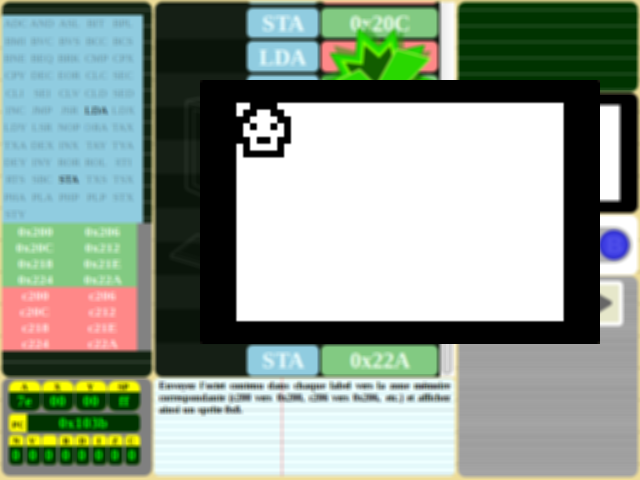 ADC AND ASL BIT BPL
BMI BVC BVS BCC BCS
BNE BEQ BRK CMP CPX
CPY DEC EOR CLC SEC
CLI SEI CLV CLD SED
INC JMP JSR LDA LDX
LDY LSR NOP ORA TAX
TXA DEX INX TAY TYA
DEY INY ROR ROL RTI
RTS SBC STA TXS TSX
PHA PLA PHP PLP STX
STY
0x200 0x206
0x20C 0x212
0x218 0x21E
0x224 0x22A
c200 c206
c20C c212
c218 c21E
c224 c22A
A X Y SP
7e 00 00 ff
PC 0x103b
0 0 0 0 0 0 0 0
STA 0x20C
LDA
STA 0x22A
Envoyez l'octet contenu dans chaque label vers la zone mémoire
correspondante (c200 vers 0x200, c206 vers 0x206, etc.) et afficher
ainsi un sprite 8x8.
B